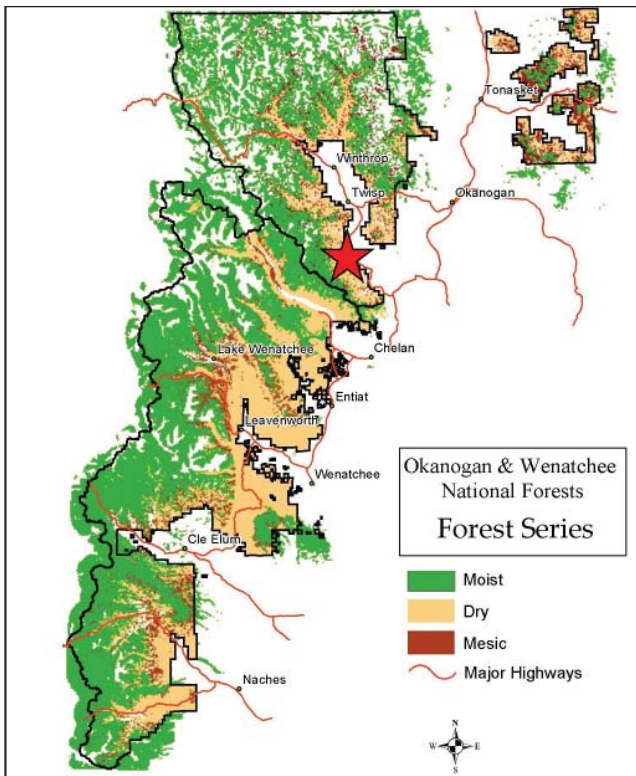 Tonasket
Winthrop
Twisp
Okanogan
Lake Wenatchee
Chelan
Entiat
Leavenworth
Wenatchee
Cle Elum
Naches
Okanogan & Wenatchee
National Forests
Forest Series
Moist
Dry
Mesic
Major Highways
N
W E
S